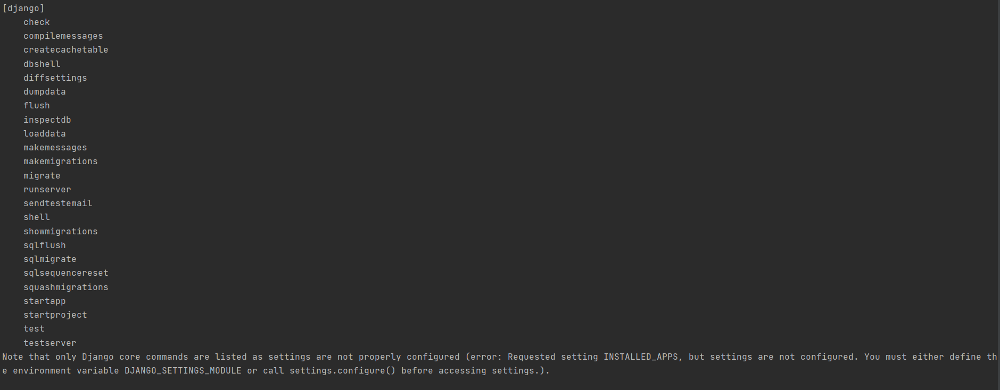 [django]
    check
    compilemessages
    createcachetable
    dbshell
    diffsettings
    dumpdata
    flush
    inspectdb
    loaddata
    makemessages
    makemigrations
    migrate
    runserver
    sendtestemail
    shell
    showmigrations
    sqlflush
    sqlmigrate
    sqlsequencereset
    squashmigrations
    startapp
    startproject
    test
    testserver
Note that only Django core commands are listed as settings are not properly configured (error: Requested setting INSTALLED_APPS, but settings are not configured. You must either define th
e environment variable DJANGO_SETTINGS_MODULE or call settings.configure() before accessing settings.).